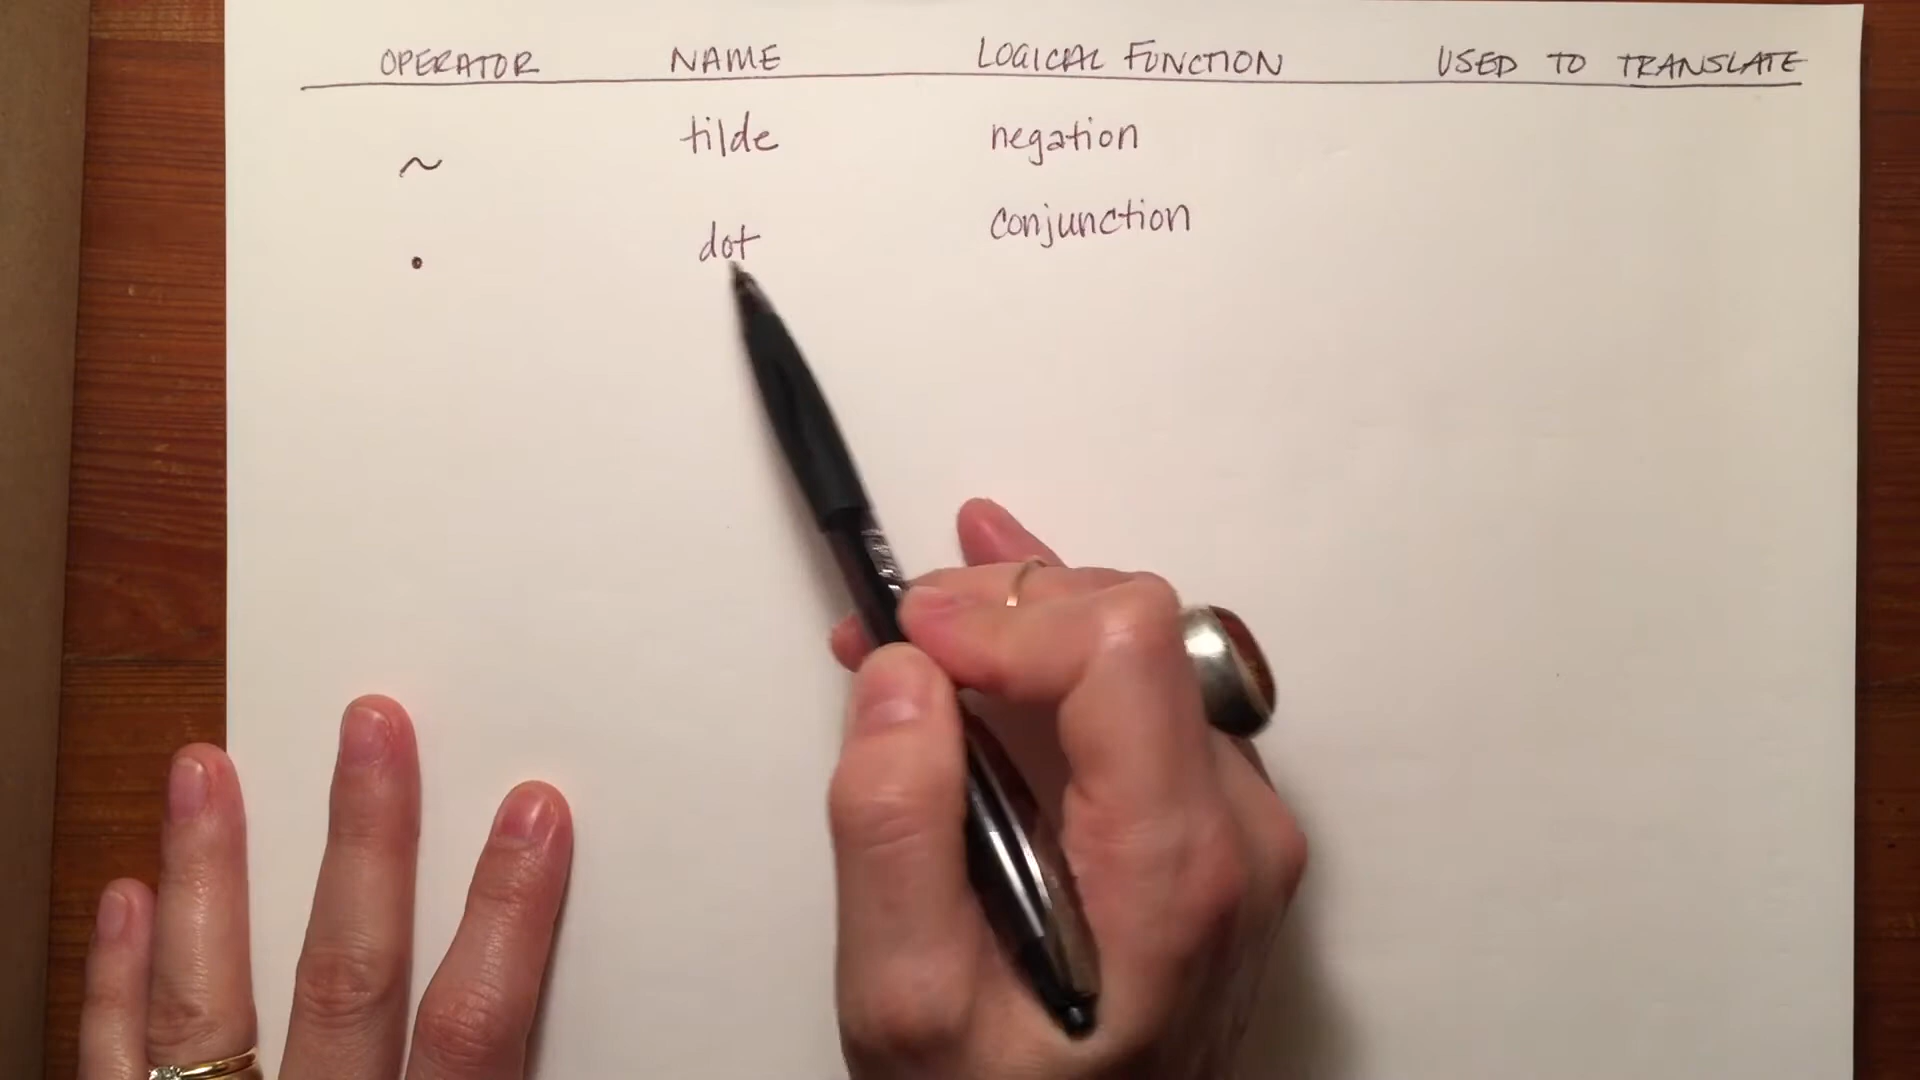 OPERATOR NAME LOGICAL FUNCTION USED TO TRANSLATE
~ tilde negation
• dot conjunction